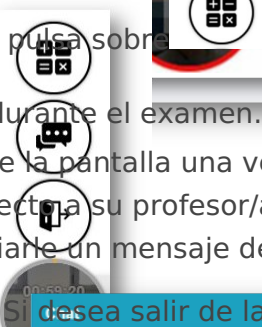 pulsa sobre
durante el examen.
e la pantalla una ve
ecto a su profesor/a
iarle un mensaje de
00:59:20
Chat
Si desea salir de la